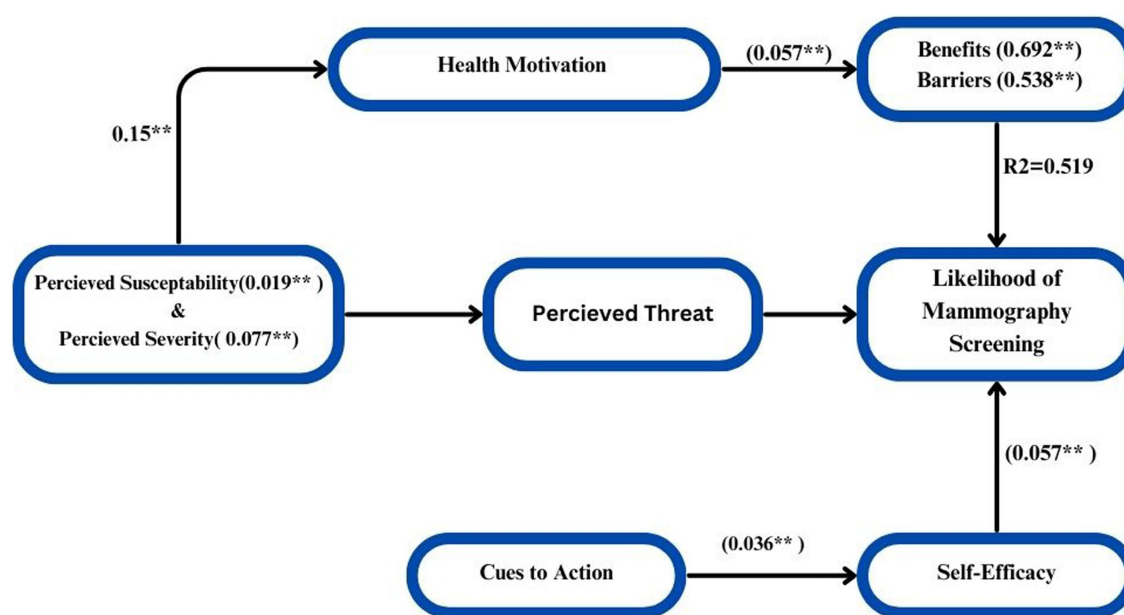 Health Motivation
(0.057**)
Benefits (0.692**)
Barriers (0.538**)
0.15**
R2=0.519
Percieved Susceptability(0.019** )
&
Percieved Severity( 0.077**)
Percieved Threat
Likelihood of
Mammography
Screening
(0.057** )
Cues to Action
(0.036** )
Self-Efficacy